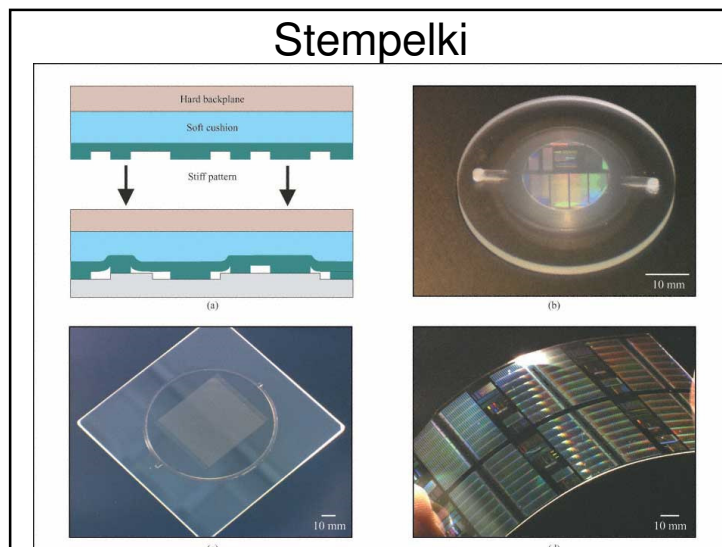 Stempelki
Hard backplane
Soft cushion
Stiff pattern
(a)
10 mm
(b)
10 mm
10 mm